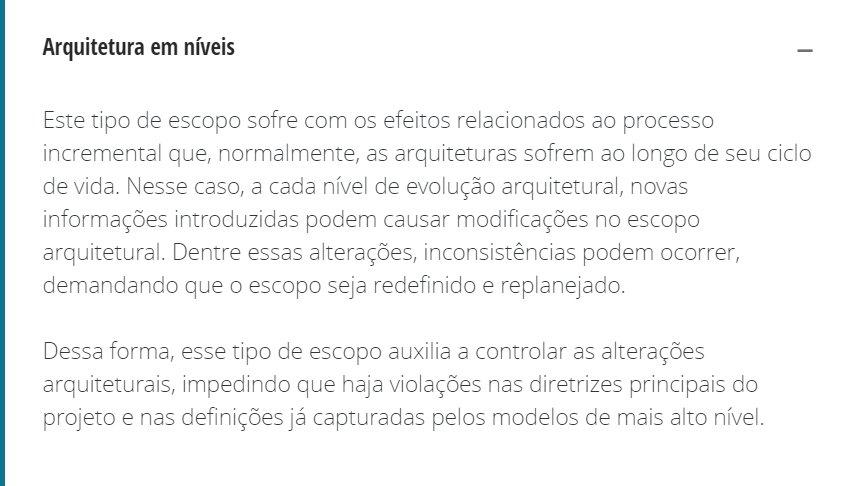 Arquitetura em níveis
Este tipo de escopo sofre com os efeitos relacionados ao processo
incremental que, normalmente, as arquiteturas sofrem ao longo de seu ciclo
de vida. Nesse caso, a cada nível de evolução arquitetural, novas
informações introduzidas podem causar modificações no escopo
arquitetural. Dentre essas alterações, inconsistências podem ocorrer,
demandando que o escopo seja redefinido e replanejado.
Dessa forma, esse tipo de escopo auxilia a controlar as alterações
arquiteturais, impedindo que haja violações nas diretrizes principais do
projeto e nas definições já capturadas pelos modelos de mais alto nível.